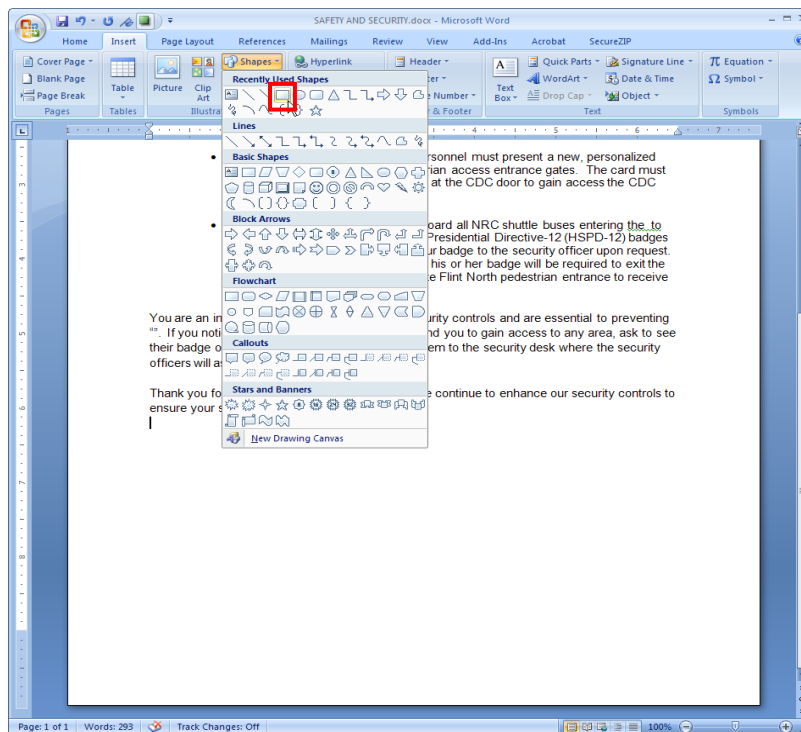 SAFETY AND SECURITY.docx - Microsoft Word
Home Insert Page Layout References Mailings Review View Add-Ins Acrobat SecureZIP
Cover Page Shapes Hyperlink Header Quick Parts Signature Line π Equation
Blank Page Table Picture Clip Art Text Box WordArt Date & Time Ω Symbol
Page Break Number Drop Cap Object
Pages Tables Illustra & Footer Text Symbols
Recently Used Shapes
Lines
Basic Shapes
Block Arrows
Flowchart
Callouts
Stars and Banners
New Drawing Canvas
1 4 5 6 7
rsonnel must present a new, personalized
rian access entrance gates. The card must
at the CDC door to gain access the CDC
oard all NRC shuttle buses entering the to
Presidential Directive-12 (HSPD-12) badges
ur badge to the security officer upon request.
his or her badge will be required to exit the
e Flint North pedestrian entrance to receive
You are an in urity controls and are essential to preventing
“”. If you noti nd you to gain access to any area, ask to see
their badge o em to the security desk where the security
officers will a
Thank you fo e continue to enhance our security controls to
ensure your s
Page: 1 of 1 Words: 293 Track Changes: Off 100%